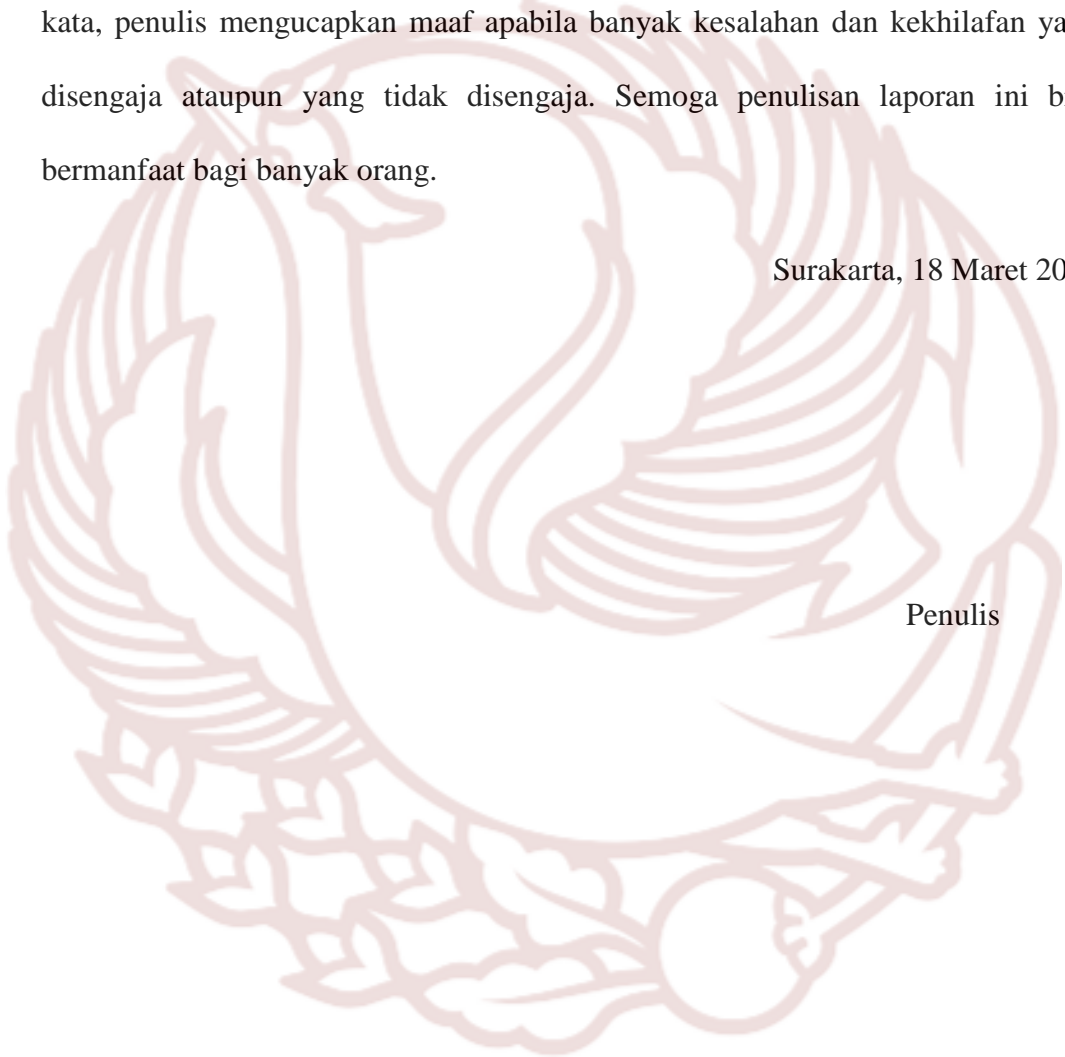 kata, penulis mengucapkan maaf apabila banyak kesalahan dan kekhilafan ya
disengaja ataupun yang tidak disengaja. Semoga penulisan laporan ini b
bermanfaat bagi banyak orang.
Surakarta, 18 Maret 20
Penulis